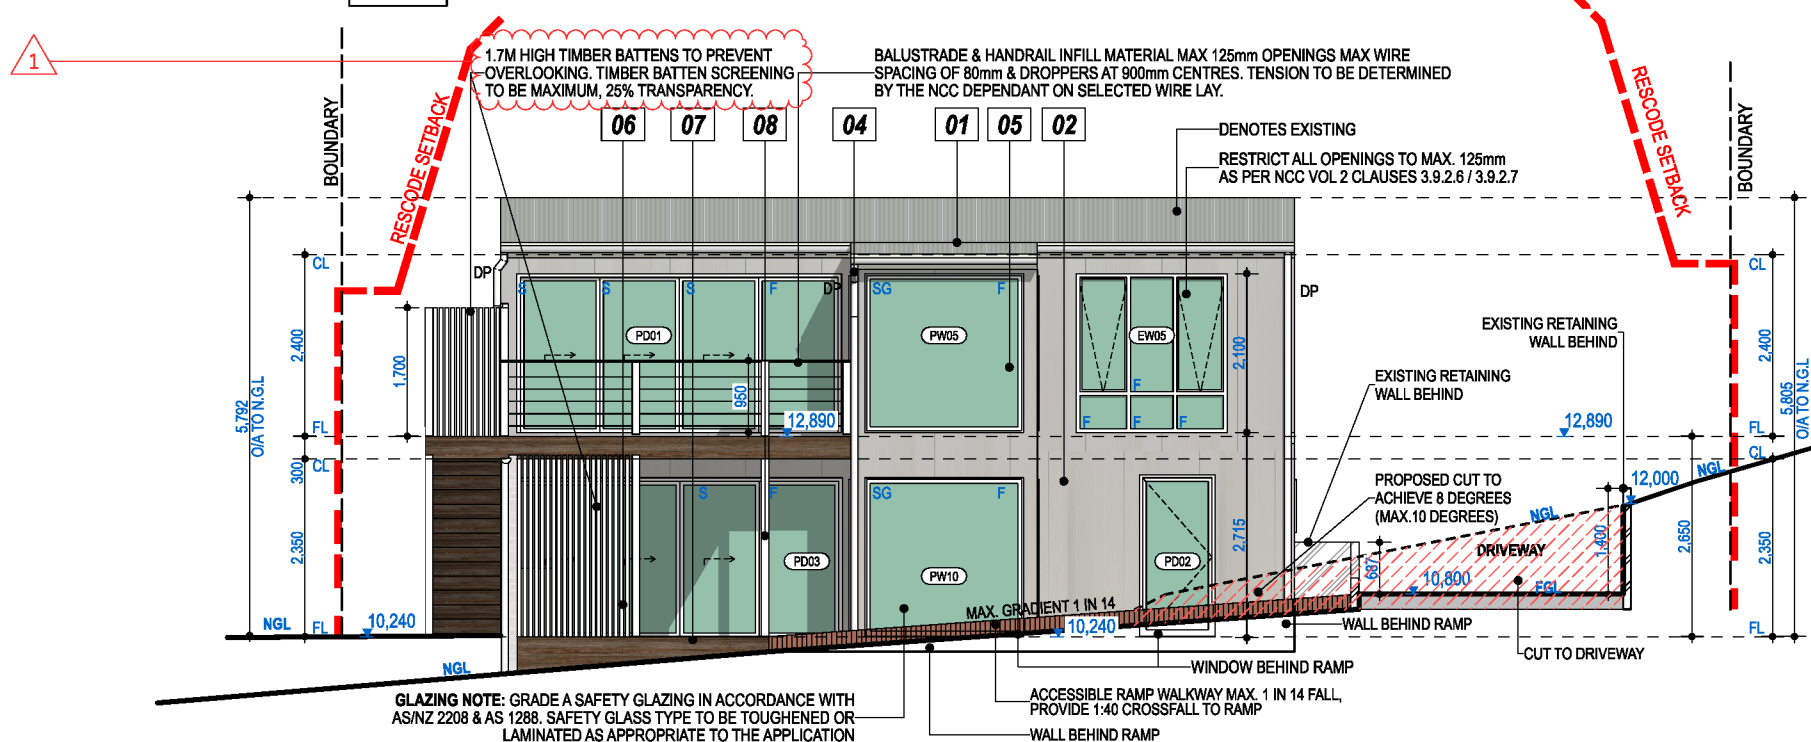 1
1.7M HIGH TIMBER BATTENS TO PREVENT
OVERLOOKING. TIMBER BATTEN SCREENING
TO BE MAXIMUM, 25% TRANSPARENCY.
BALUSTRADE & HANDRAIL INFILL MATERIAL MAX 125mm OPENINGS MAX WIRE
SPACING OF 80mm & DROPPERS AT 900mm CENTRES. TENSION TO BE DETERMINED
BY THE NCC DEPENDANT ON SELECTED WIRE LAY.
06
07
08
04
01
05
02
DENOTES EXISTING
RESTRICT ALL OPENINGS TO MAX. 125mm
AS PER NCC VOL 2 CLAUSES 3.9.2.6 / 3.9.2.7
BOUNDARY
RESCODE SETBACK
RESCODE SETBACK
BOUNDARY
CL
DP
S
S
S
F
DP
SG
F
DP
CL
PD01
PW05
EW05
F
F
F
F
2,400
1,700
950
2,100
2,400
5,792
O/A TO N.G.L
5,805
O/A TO N.G.L
EXISTING RETAINING
WALL BEHIND
EXISTING RETAINING
WALL BEHIND
FL
12,890
12,890
FL
CL
300
CL
NGL
12,000
PROPOSED CUT TO
ACHIEVE 8 DEGREES
(MAX.10 DEGREES)
NGL
S
F
SG
F
2,350
2,715
687
1,400
2,650
2,350
DRIVEWAY
PD03
PW10
PD02
10,800
FGL
MAX. GRADIENT 1 IN 14
NGL
FL
10,240
10,240
WALL BEHIND RAMP
FL
CUT TO DRIVEWAY
NGL
WINDOW BEHIND RAMP
GLAZING NOTE: GRADE A SAFETY GLAZING IN ACCORDANCE WITH
AS/NZ 2208 & AS 1288. SAFETY GLASS TYPE TO BE TOUGHENED OR
LAMINATED AS APPROPRIATE TO THE APPLICATION
ACCESSIBLE RAMP WALKWAY MAX. 1 IN 14 FALL,
PROVIDE 1:40 CROSSFALL TO RAMP
WALL BEHIND RAMP